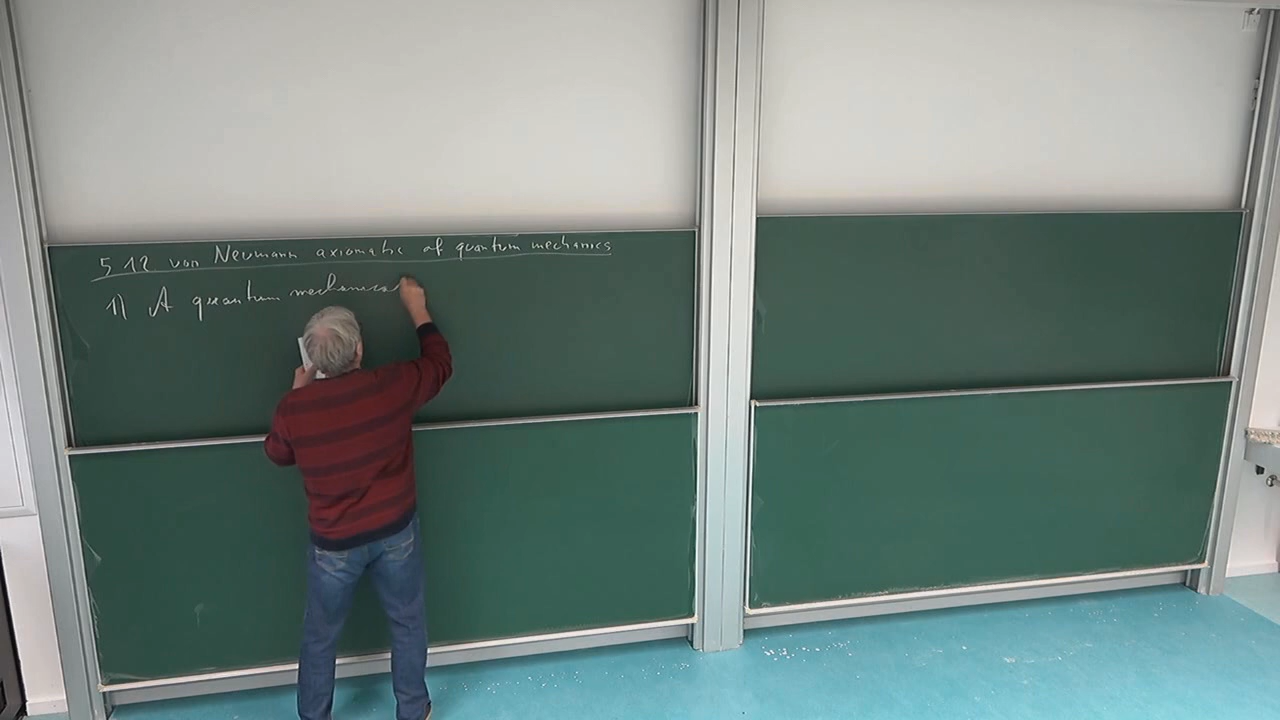 5.12 von Neumann axiomatic of quantum mechanics
1) A quantum mechanical